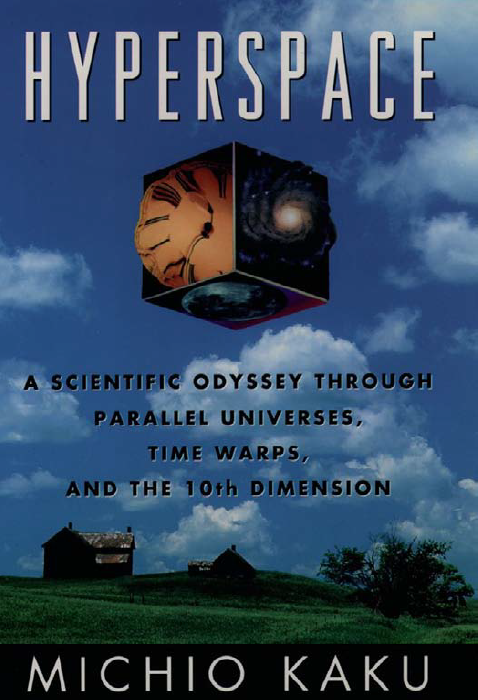 HYPERSPACE
A SCIENTIFIC ODYSSEY THROUGH
PARALLEL UNIVERSES,
TIME WARPS,
AND THE 10th DIMENSION
MICHIO KAKU